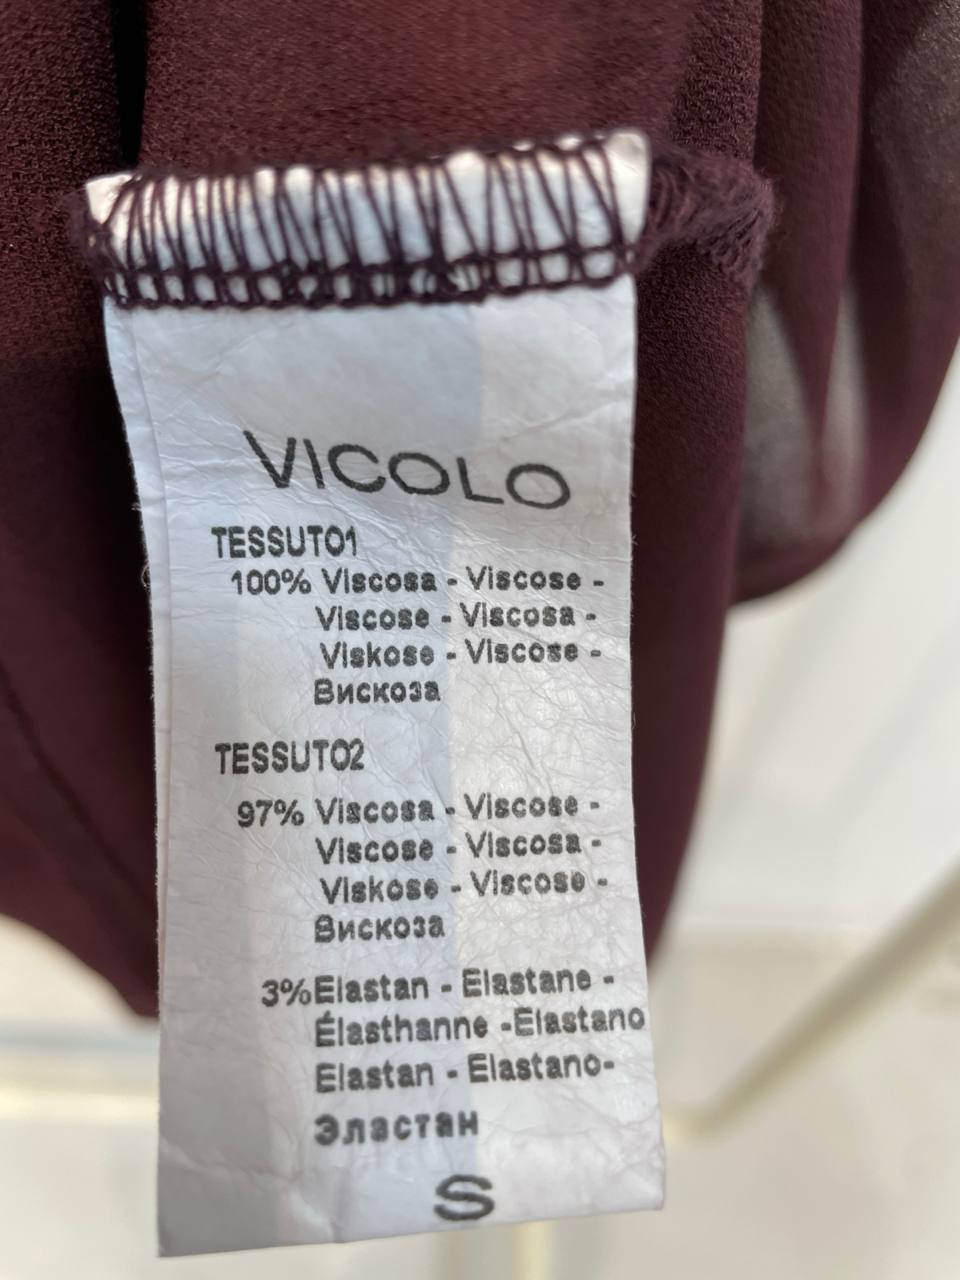 VICOLO
TESSUTO1
100% Viscosa - Viscose -
Viscose - Viscosa -
Viskose - Viscose -
Вискоза
TESSUTO2
97% Viscosa - Viscose -
Viscose - Viscosa -
Viskose - Viscose -
Вискоза
3% Elastan - Elastane -
Élasthanne -Elastano
Elastan - Elastano-
Эластан
S